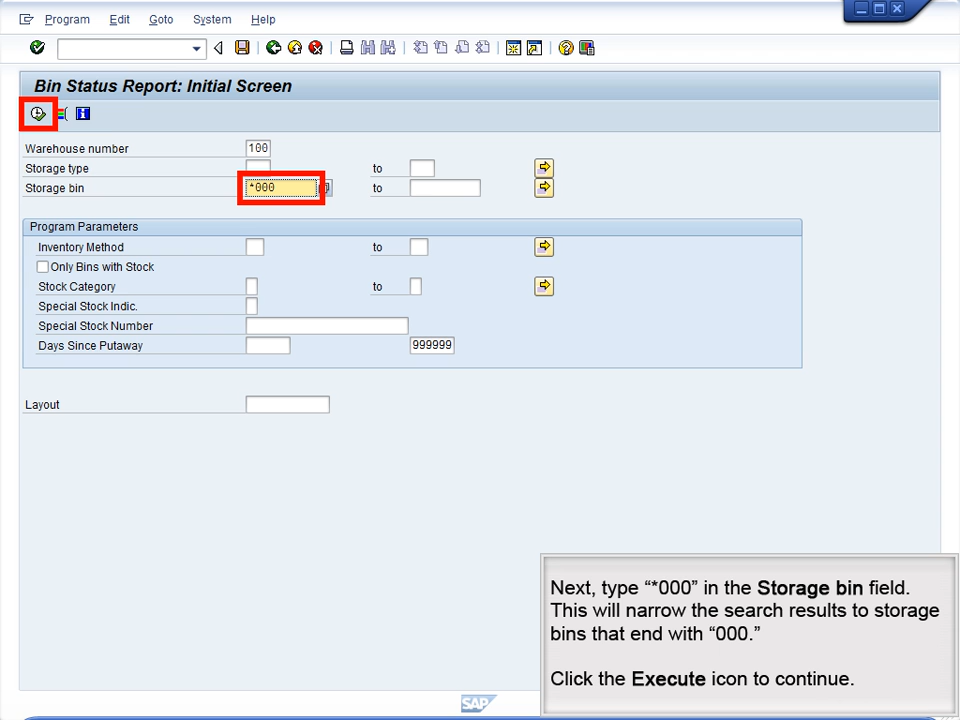 Program Edit Goto System Help
Bin Status Report: Initial Screen
Warehouse number 100
Storage type to
Storage bin *000 to
Program Parameters
Inventory Method to
Only Bins with Stock
Stock Category to
Special Stock Indic.
Special Stock Number
Days Since Putaway 999999
Layout
Next, type “*000” in the Storage bin field.
This will narrow the search results to storage
bins that end with “000.”
Click the Execute icon to continue.
SAP